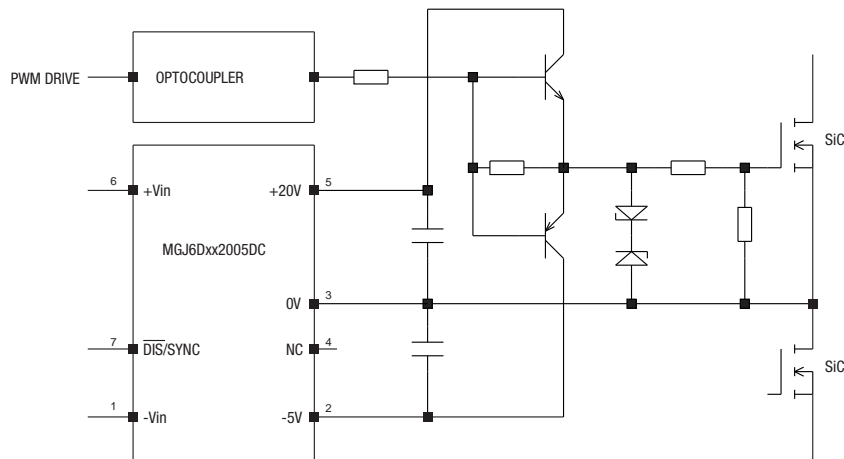 PWM DRIVE
OPTOCOUPLER
SiC
6
+Vin
+20V
5
MGJ6Dxx2005DC
0V
3
7
DIS/SYNC
NC
4
SiC
1
-Vin
-5V
2